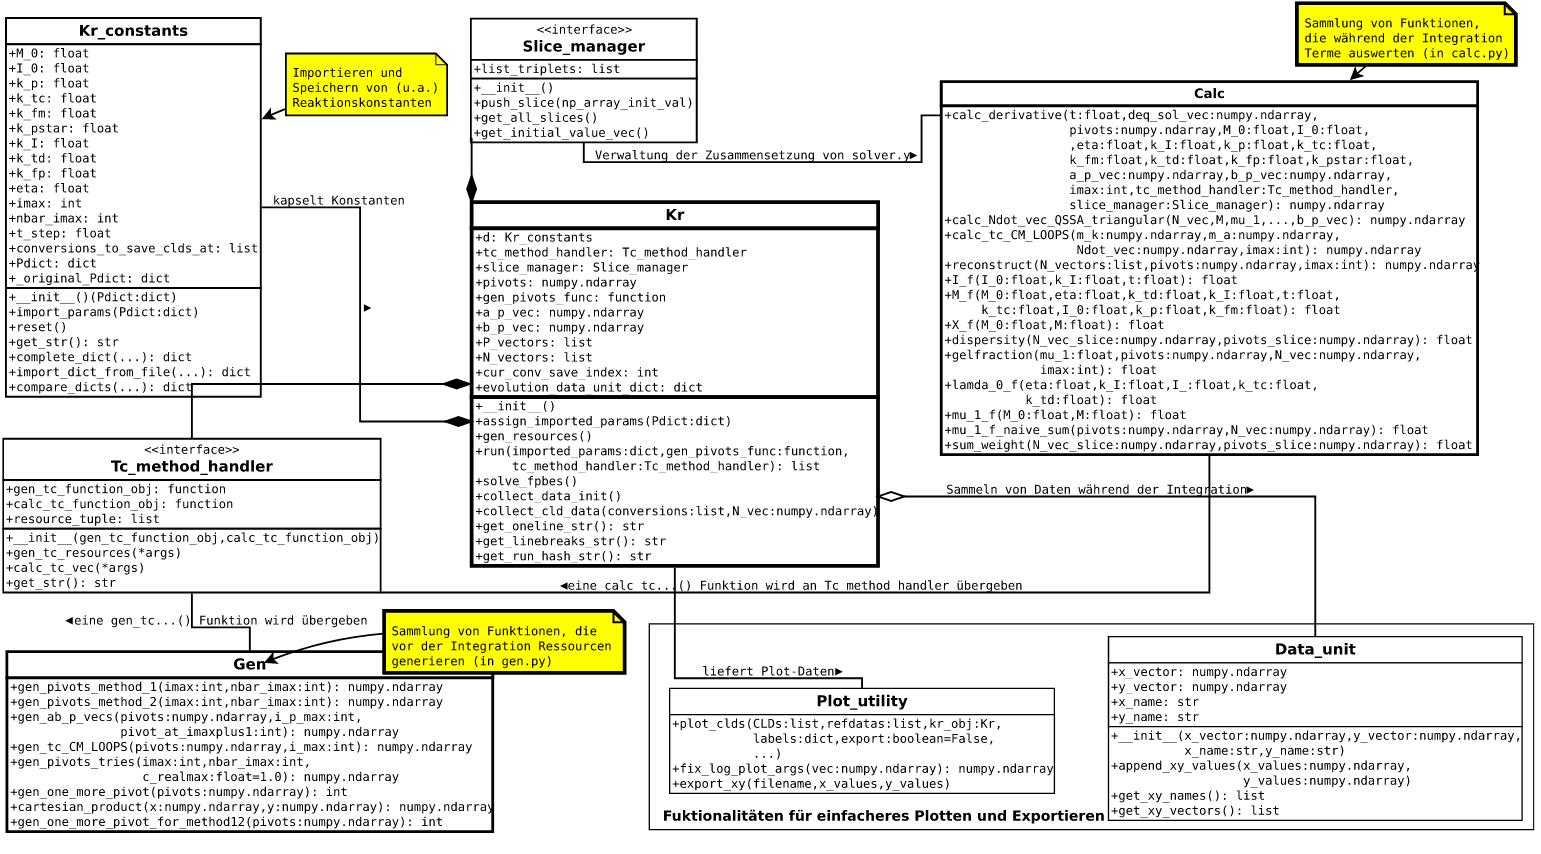 Kr_constants
+M_0: float
+I_0: float
+k_p: float
+k_tc: float
+k_fm: float
+k_pstar: float
+k_I: float
+k_td: float
+k_fp: float
+eta: float
+imax: int
+nbar_imax: int
+t_step: float
+conversions_to_save_clds_at: list
+Pdict: dict
+_original_Pdict: dict
+__init__()(Pdict:dict)
+import_params(Pdict:dict)
+reset()
+get_str(): str
+complete_dict(...): dict
+import_dict_from_file(...): dict
+compare_dicts(...): dict
Importieren und
Speichern von (u.a.)
Reaktionskonstanten
kapselt Konstanten
<<interface>>
Slice_manager
+list_triplets: list
+__init__()
+push_slice(np_array_init_val)
+get_all_slices()
+get_initial_value_vec()
Verwaltung der Zusammensetzung von solver.y►
Sammlung von Funktionen,
die während der Integration
Terme auswerten (in calc.py)
Calc
+calc_derivative(t:float,deq_sol_vec:numpy.ndarray,
pivots:numpy.ndarray,M_0:float,I_0:float,
,eta:float,k_I:float,k_p:float,k_tc:float,
k_fm:float,k_td:float,k_fp:float,k_pstar:float,
a_p_vec:numpy.ndarray,b_p_vec:numpy.ndarray,
imax:int,tc_method_handler:Tc_method_handler,
slice_manager:Slice_manager): numpy.ndarray
+calc_Ndot_vec_QSSA_triangular(N_vec,M,mu_1,...,b_p_vec): numpy.ndarray
+calc_tc_CM_LOOPS(m_k:numpy.ndarray,m_a:numpy.ndarray,
Ndot_vec:numpy.ndarray,imax:int): numpy.ndarray
+reconstruct(N_vectors:list,pivots:numpy.ndarray,imax:int): numpy.ndarray
+I_f(I_0:float,k_I:float,t:float): float
+M_f(M_0:float,eta:float,k_td:float,k_I:float,t:float,
k_tc:float,I_0:float,k_p:float,k_fm:float): float
+X_f(M_0:float,M:float): float
+dispersity(N_vec_slice:numpy.ndarray,pivots_slice:numpy.ndarray): float
+gelfraction(mu_1:float,pivots:numpy.ndarray,N_vec:numpy.ndarray,
imax:int): float
+lamda_0_f(eta:float,k_I:float,I_:float,k_tc:float,
k_td:float): float
+mu_1_f(M_0:float,M:float): float
+mu_1_f_naive_sum(pivots:numpy.ndarray,N_vec:numpy.ndarray): float
+sum_weight(N_vec_slice:numpy.ndarray,pivots_slice:numpy.ndarray): float
►
Kr
+d: Kr_constants
+tc_method_handler: Tc_method_handler
+slice_manager: Slice_manager
+pivots: numpy.ndarray
+gen_pivots_func: function
+a_p_vec: numpy.ndarray
+b_p_vec: numpy.ndarray
+P_vectors: list
+N_vectors: list
+cur_conv_save_index: int
+evolution_data_unit_dict: dict
+__init__()
+assign_imported_params(Pdict:dict)
+gen_resources()
+run(imported_params:dict,gen_pivots_func:function,
tc_method_handler:Tc_method_handler): list
+solve_fpbes()
+collect_data_init()
+collect_cld_data(conversions:list,N_vec:numpy.ndarray)
+get_oneline_str(): str
+get_linebreaks_str(): str
+get_run_hash_str(): str
<<interface>>
Tc_method_handler
+gen_tc_function_obj: function
+calc_tc_function_obj: function
+resource_tuple: list
+__init__(gen_tc_function_obj,calc_tc_function_obj)
+gen_tc_resources(*args)
+calc_tc_vec(*args)
+get_str(): str
Sammeln von Daten während der Integration►
◄eine calc_tc...() Funktion wird an Tc_method_handler übergeben
◄eine gen_tc...() Funktion wird übergeben
Sammlung von Funktionen, die
vor der Integration Ressourcen
generieren (in gen.py)
Gen
+gen_pivots_method_1(imax:int,nbar_imax:int): numpy.ndarray
+gen_pivots_method_2(imax:int,nbar_imax:int): numpy.ndarray
+gen_ab_p_vecs(pivots:numpy.ndarray,i_p_max:int,
pivot_at_imaxplus1:int): numpy.ndarray
+gen_tc_CM_LOOPS(pivots:numpy.ndarray,i_max:int): numpy.ndarray
+gen_pivots_tries(imax:int,nbar_imax:int,
c_realmax:float=1.0): numpy.ndarray
+gen_one_more_pivot(pivots:numpy.ndarray): int
+cartesian_product(x:numpy.ndarray,y:numpy.ndarray): numpy.ndarray
+gen_one_more_pivot_for_method12(pivots:numpy.ndarray): int
liefert Plot-Daten►
Plot_utility
+plot_clds(CLDs:list,refdatas:list,kr_obj:Kr,
labels:dict,export:boolean=False,
...)
+fix_log_plot_args(vec:numpy.ndarray): numpy.ndarray
+export_xy(filename,x_values,y_values)
Data_unit
+x_vector: numpy.ndarray
+y_vector: numpy.ndarray
+x_name: str
+y_name: str
+__init__(x_vector:numpy.ndarray,y_vector:numpy.ndarray,
x_name:str,y_name:str)
+append_xy_values(x_values:numpy.ndarray,
y_values:numpy.ndarray)
+get_xy_names(): list
+get_xy_vectors(): list
Fuktionalitäten für einfacheres Plotten und Exportieren